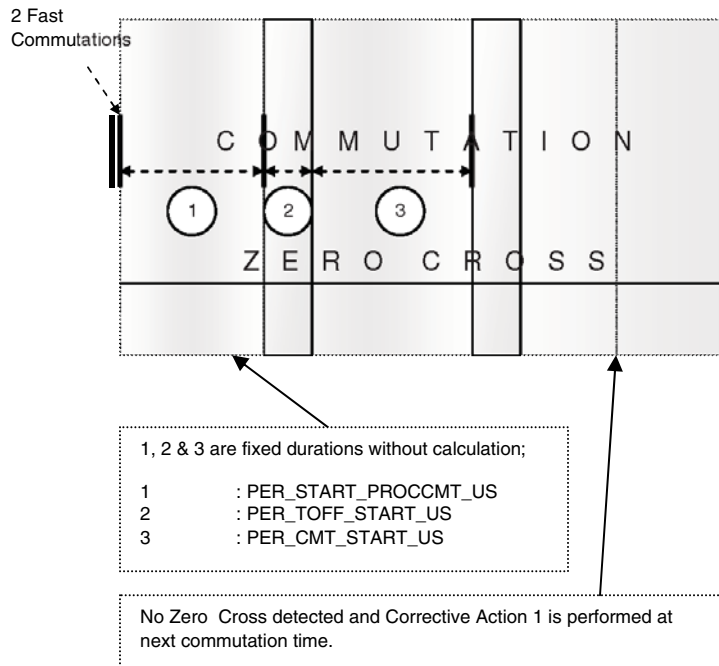 2 Fast
Commutations
C O M M U T A T I O N
1
2
3
Z E R O C R O S S
1, 2 & 3 are fixed durations without calculation;
1 : PER_START_PROCCMT_US
2 : PER_TOFF_START_US
3 : PER_CMT_START_US
No Zero Cross detected and Corrective Action 1 is performed at
next commutation time.